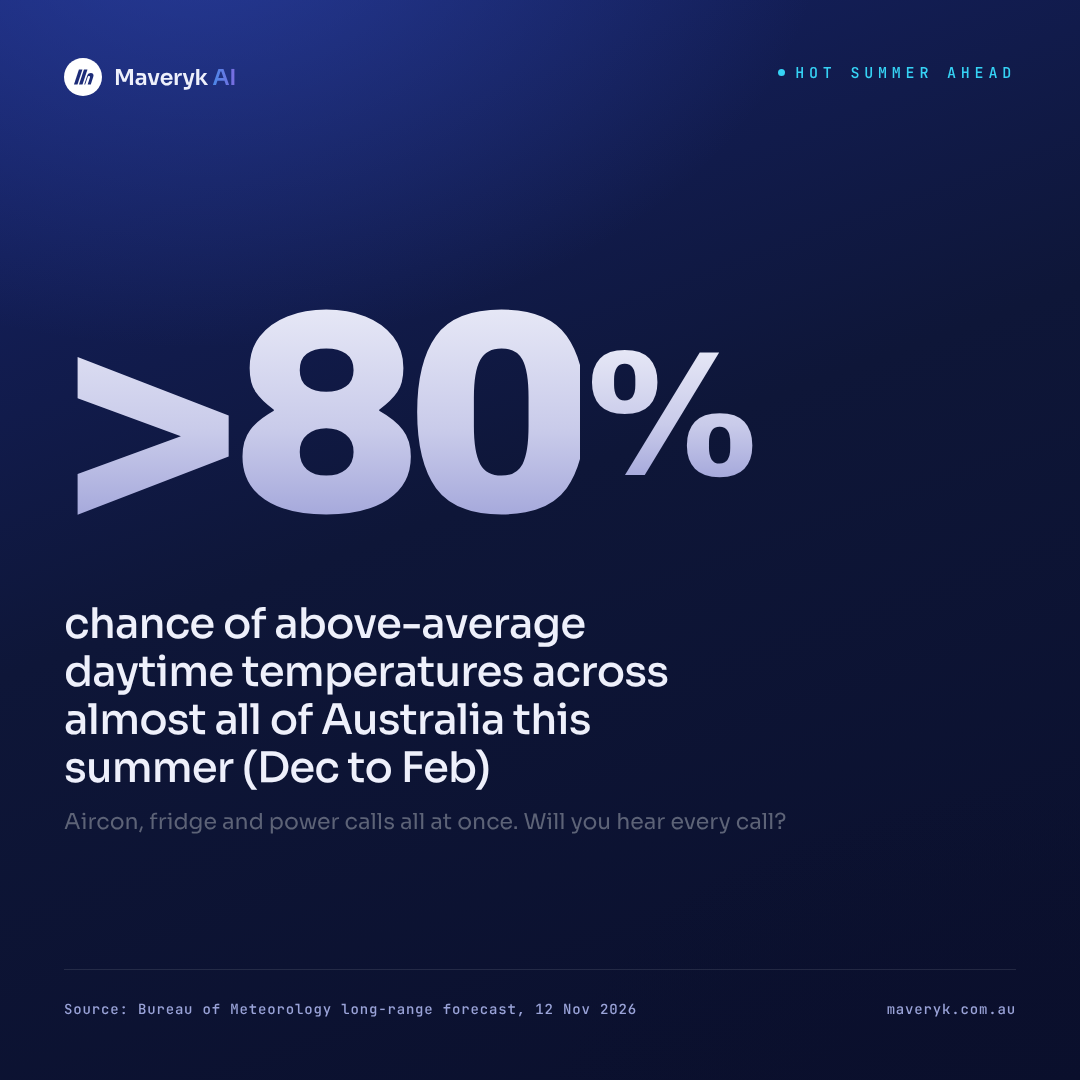 Maveryk AI
HOT SUMMER AHEAD
>80%
chance of above-average
daytime temperatures across
almost all of Australia this
summer (Dec to Feb)
Aircon, fridge and power calls all at once. Will you hear every call?
Source: Bureau of Meteorology long-range forecast, 12 Nov 2026
maveryk.com.au